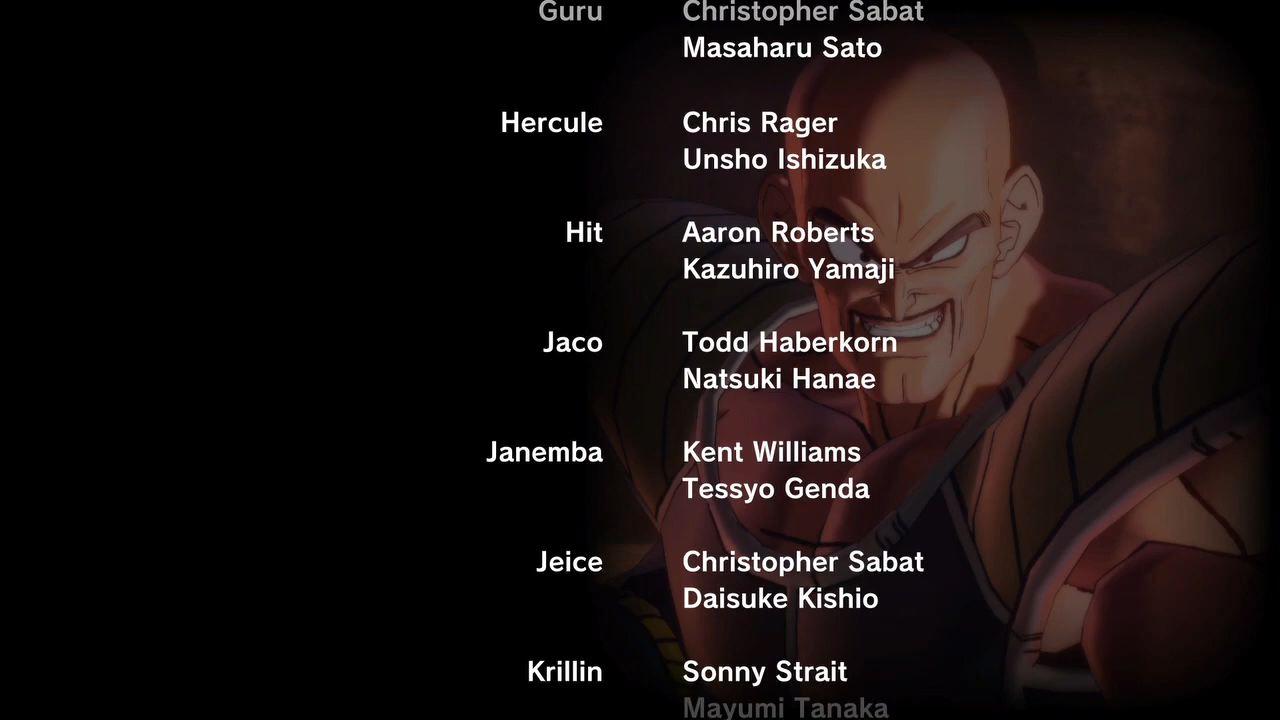 Guru Christopher Sabat
Masaharu Sato
Hercule Chris Rager
Unsho Ishizuka
Hit Aaron Roberts
Kazuhiro Yamaji
Jaco Todd Haberkorn
Natsuki Hanae
Janemba Kent Williams
Tessyo Genda
Jeice Christopher Sabat
Daisuke Kishio
Krillin Sonny Strait
Mayumi Tanaka